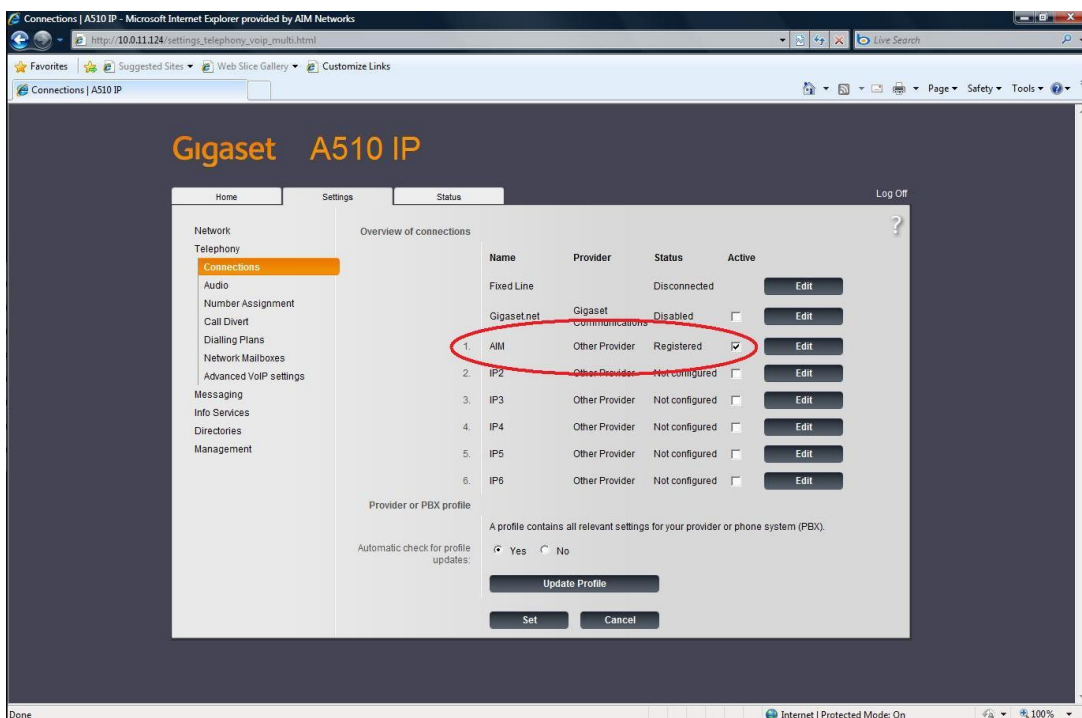 Connections | A510 IP - Microsoft Internet Explorer provided by AIM Networks
http://10.0.11.124/settings_telephony_voip_multi.html
Live Search
Favorites Suggested Sites Web Slice Gallery Customize Links
Connections | A510 IP
Page Safety Tools
Gigaset A510 IP
Home Settings Status Log Off
?
Network
Telephony
Connections
Audio
Number Assignment
Call Divert
Dialling Plans
Network Mailboxes
Advanced VoIP settings
Messaging
Info Services
Directories
Management
Overview of connections
Name Provider Status Active
Fixed Line Disconnected Edit
Gigaset.net Gigaset Communications Disabled Edit
1. AIM Other Provider Registered Edit
2. IP2 Other Provider Not configured Edit
3. IP3 Other Provider Not configured Edit
4. IP4 Other Provider Not configured Edit
5. IP5 Other Provider Not configured Edit
6. IP6 Other Provider Not configured Edit
Provider or PBX profile
A profile contains all relevant settings for your provider or phone system (PBX).
Automatic check for profile updates: Yes No
Update Profile
Set Cancel
Done Internet | Protected Mode: On 100%